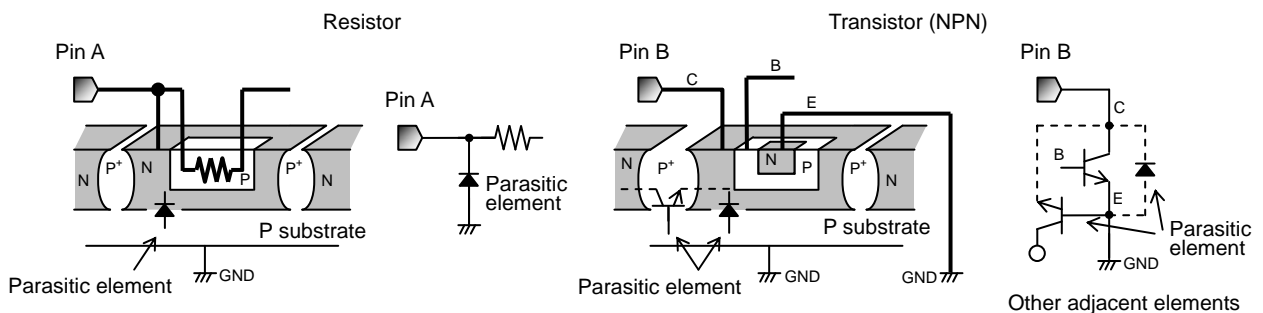 Resistor
Transistor (NPN)
Pin A
Pin B
Pin B
B
C
E
C
Pin A
N
P+
N
P
P+
N
N
P+
N
P
P+
N
B
E
Parasitic
element
P substrate
P substrate
Parasitic
element
GND
GND
GND
GND
Parasitic element
Parasitic element
Other adjacent elements